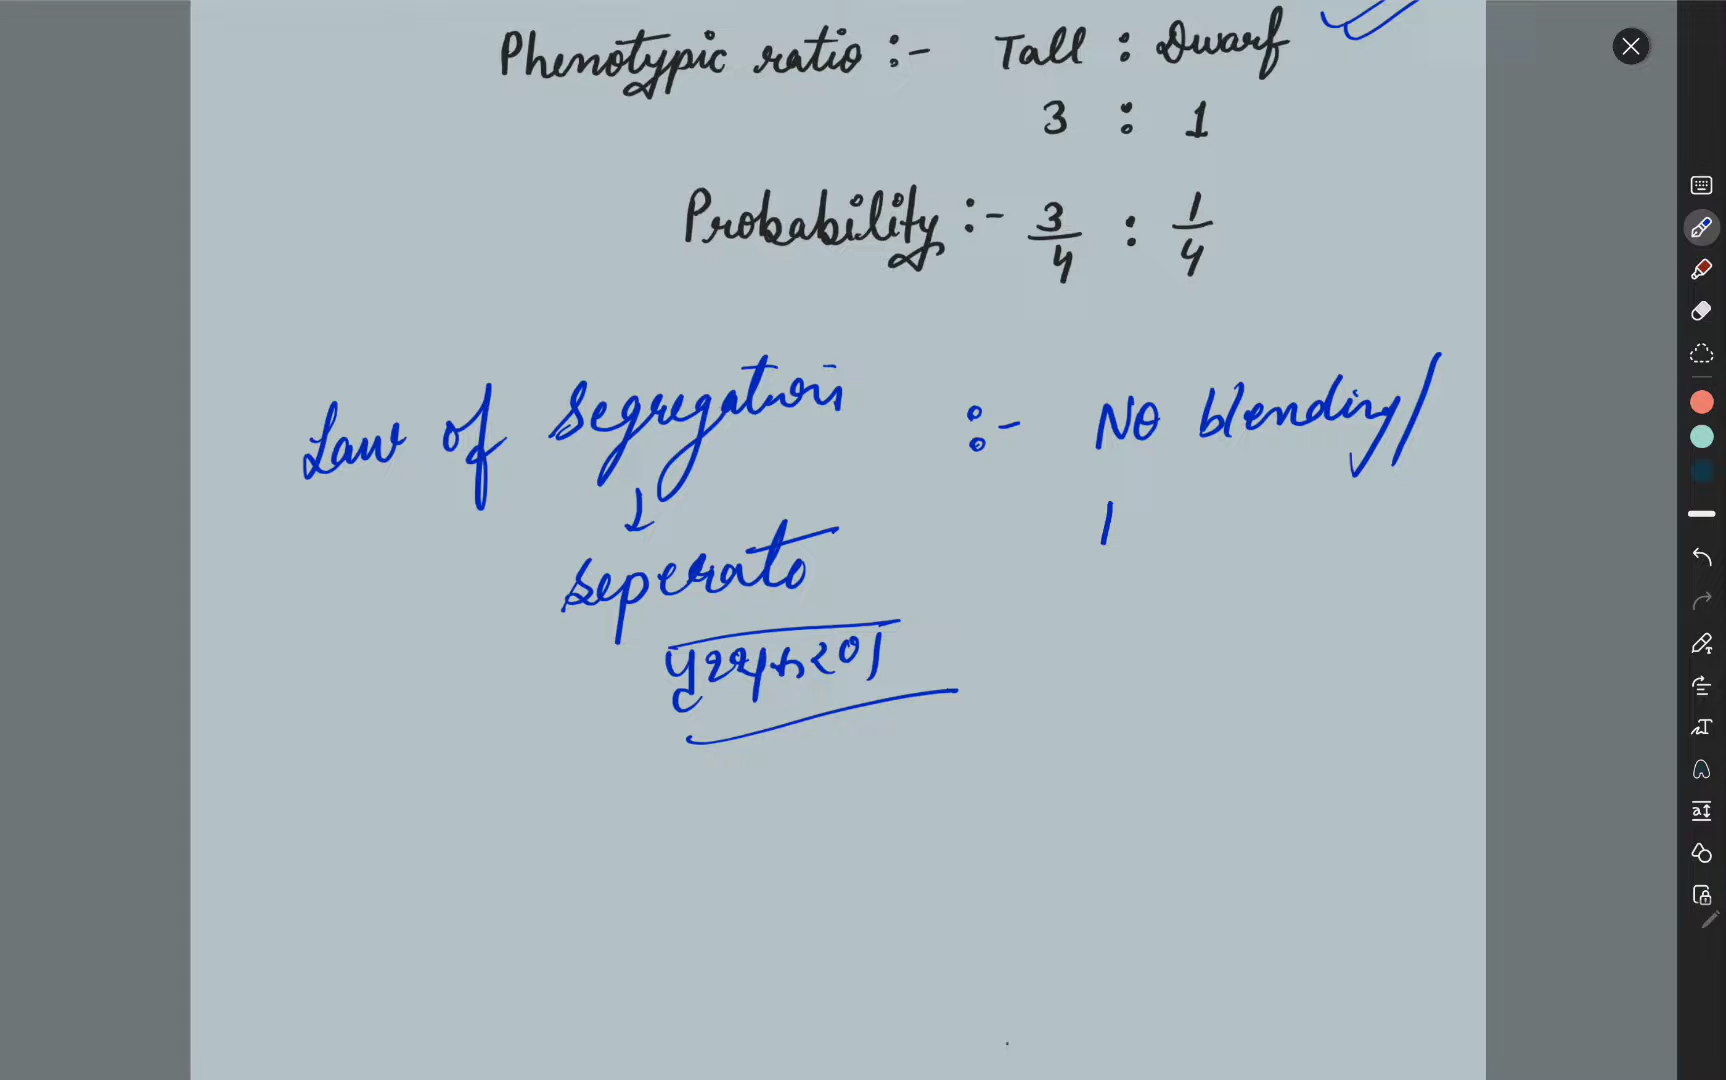 Phenotypic ratio :- Tall : Dwarf
3 : 1
Probability :- 3/4 : 1/4
Law of Segregation :- No blending/
↓
seperate
पृथक्करण